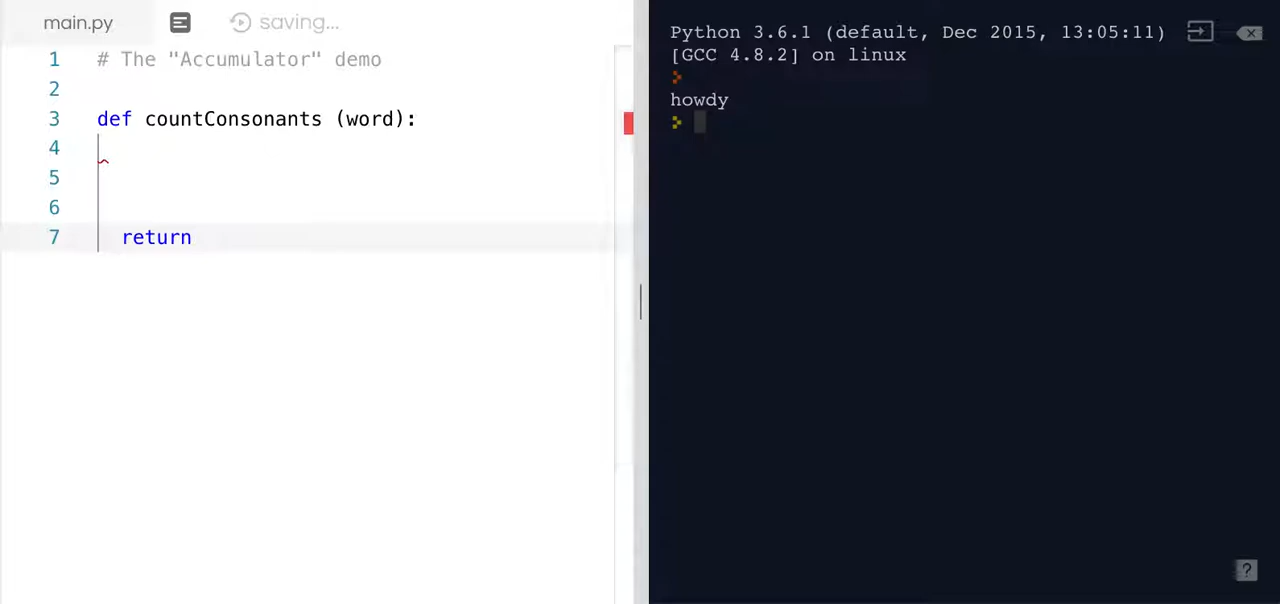 main.py saving...
1 # The "Accumulator" demo
2
3 def countConsonants (word):
4
5
6
7 return
Python 3.6.1 (default, Dec 2015, 13:05:11)
[GCC 4.8.2] on linux
howdy
?